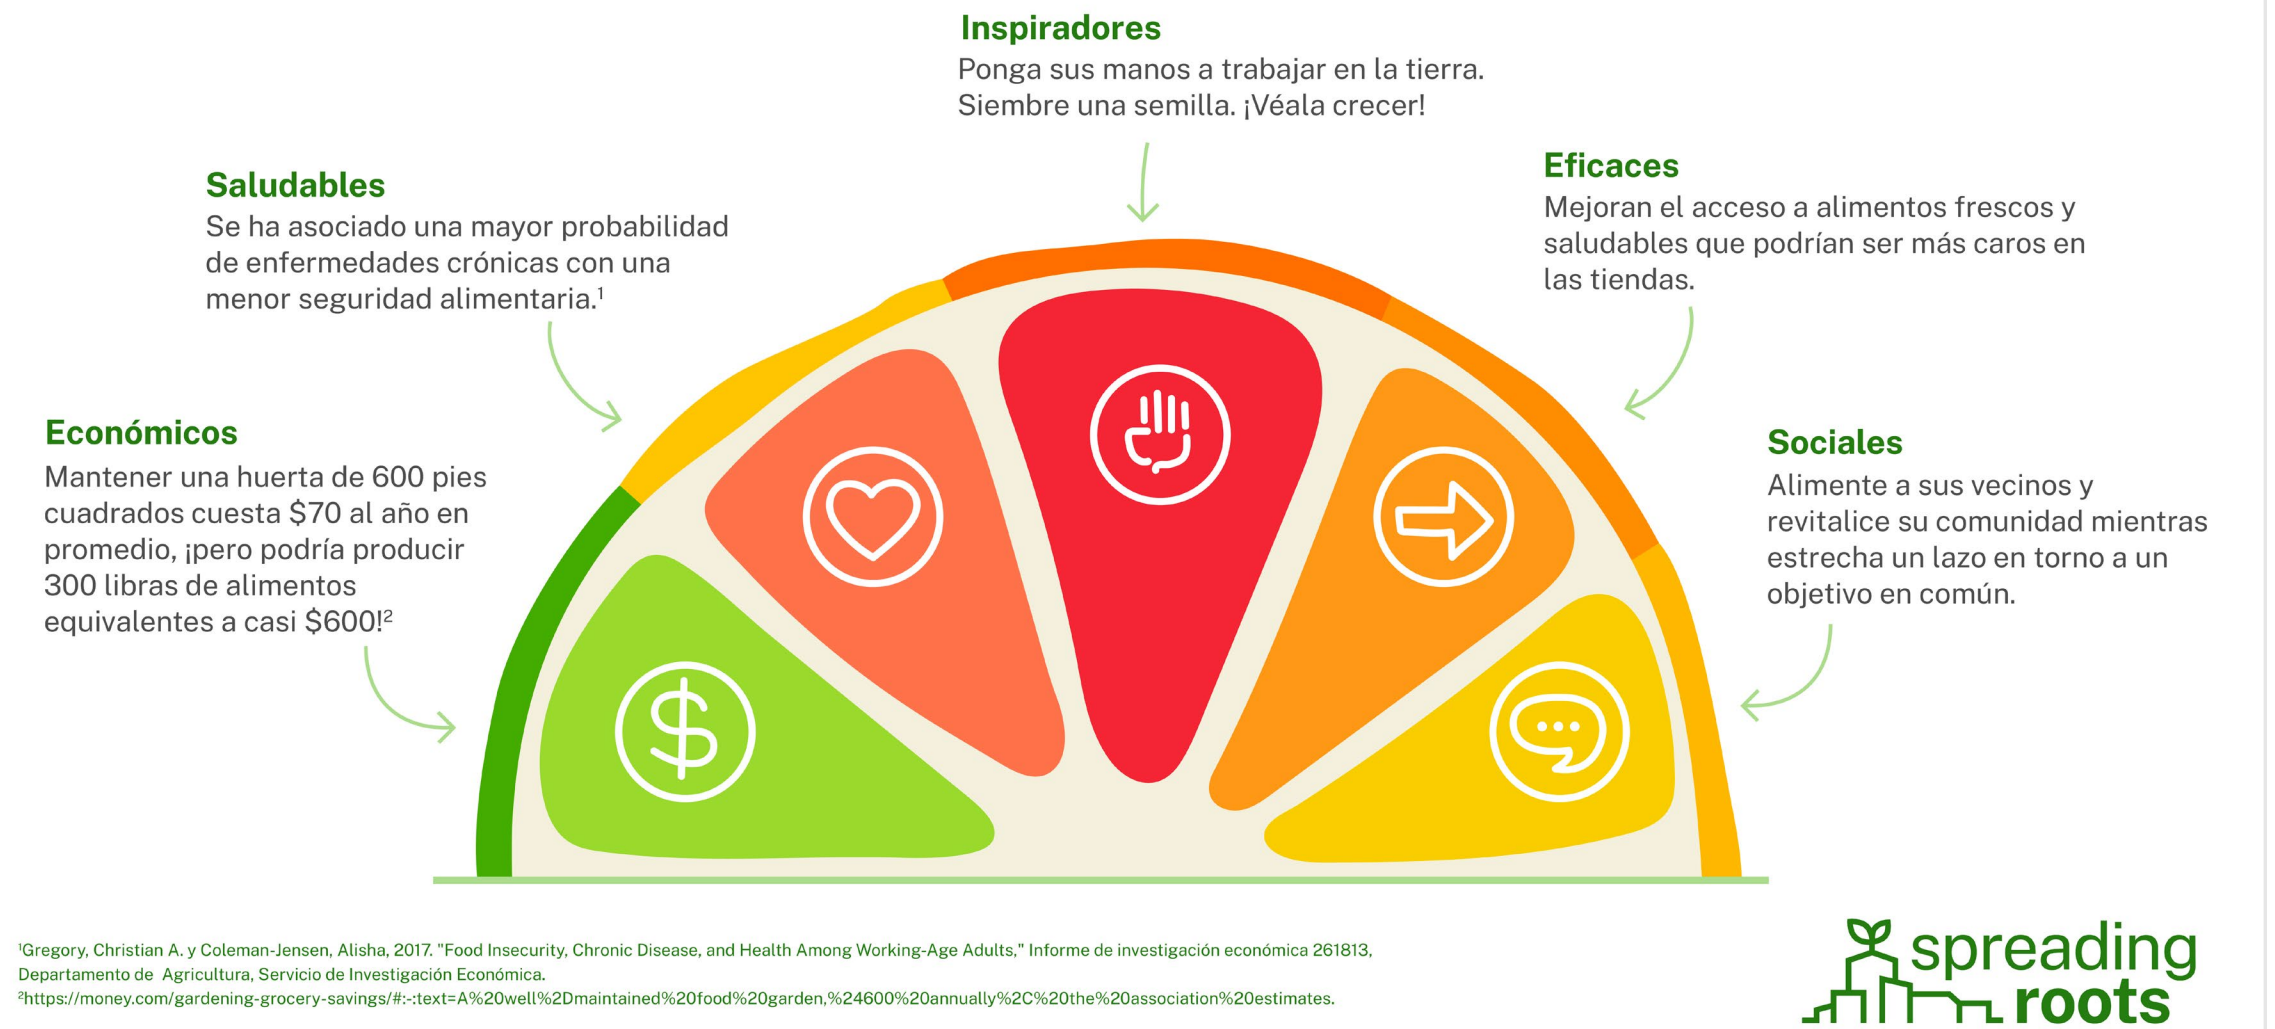 Inspiradores
Ponga sus manos a trabajar en la tierra.
Siembre una semilla. ¡Véala crecer!
Saludables
Se ha asociado una mayor probabilidad
de enfermedades crónicas con una
menor seguridad alimentaria.¹
Eficaces
Mejoran el acceso a alimentos frescos y
saludables que podrían ser más caros en
las tiendas.
Económicos
Mantener una huerta de 600 pies
cuadrados cuesta $70 al año en
promedio, ¡pero podría producir
300 libras de alimentos
equivalentes a casi $600!²
Sociales
Alimente a sus vecinos y
revitalice su comunidad mientras
estrecha un lazo en torno a un
objetivo en común.
$
¹Gregory, Christian A. y Coleman-Jensen, Alisha, 2017. "Food Insecurity, Chronic Disease, and Health Among Working-Age Adults," Informe de investigación económica 261813,
Departamento de Agricultura, Servicio de Investigación Económica.
²https://money.com/gardening-grocery-savings/#:-:text=A%20well%2Dmaintained%20food%20garden,%24600%20annually%2C%20the%20association%20estimates.
spreading
roots